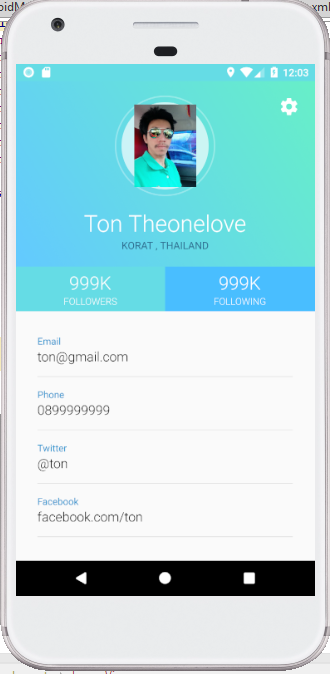 12:03
Ton Theonelove
KORAT , THAILAND
999K
FOLLOWERS
999K
FOLLOWING
Email
ton@gmail.com
Phone
0899999999
Twitter
@ton
Facebook
facebook.com/ton